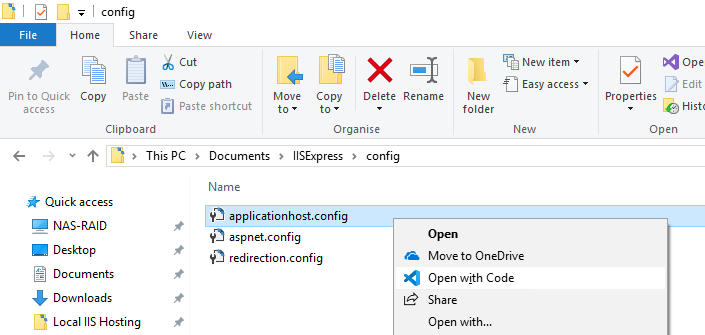 config
File
Home
Share
View
Pin to Quick
access
Copy
Paste
Cut
Copy path
Paste shortcut
Move
to
Copy
to
Delete
Rename
New
folder
New item
Easy access
Properties
Open
Edit
Histo
Clipboard
Organise
New
Open
This PC > Documents > IISExpress > config
Quick access
NAS-RAID
Desktop
Documents
Downloads
Local IIS Hosting
Name
applicationhost.config
aspnet.config
redirection.config
Open
Move to OneDrive
Open with Code
Share
Open with...